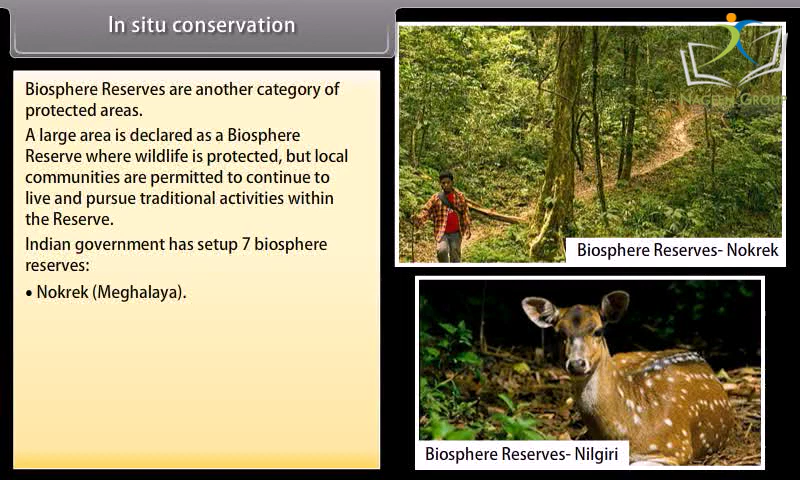 In situ conservation
Biosphere Reserves are another category of
protected areas.
A large area is declared as a Biosphere
Reserve where wildlife is protected, but local
communities are permitted to continue to
live and pursue traditional activities within
the Reserve.
Indian government has setup 7 biosphere
reserves:
• Nokrek (Meghalaya).
NAGEEN GROUP
Biosphere Reserves- Nokrek
Biosphere Reserves- Nilgiri